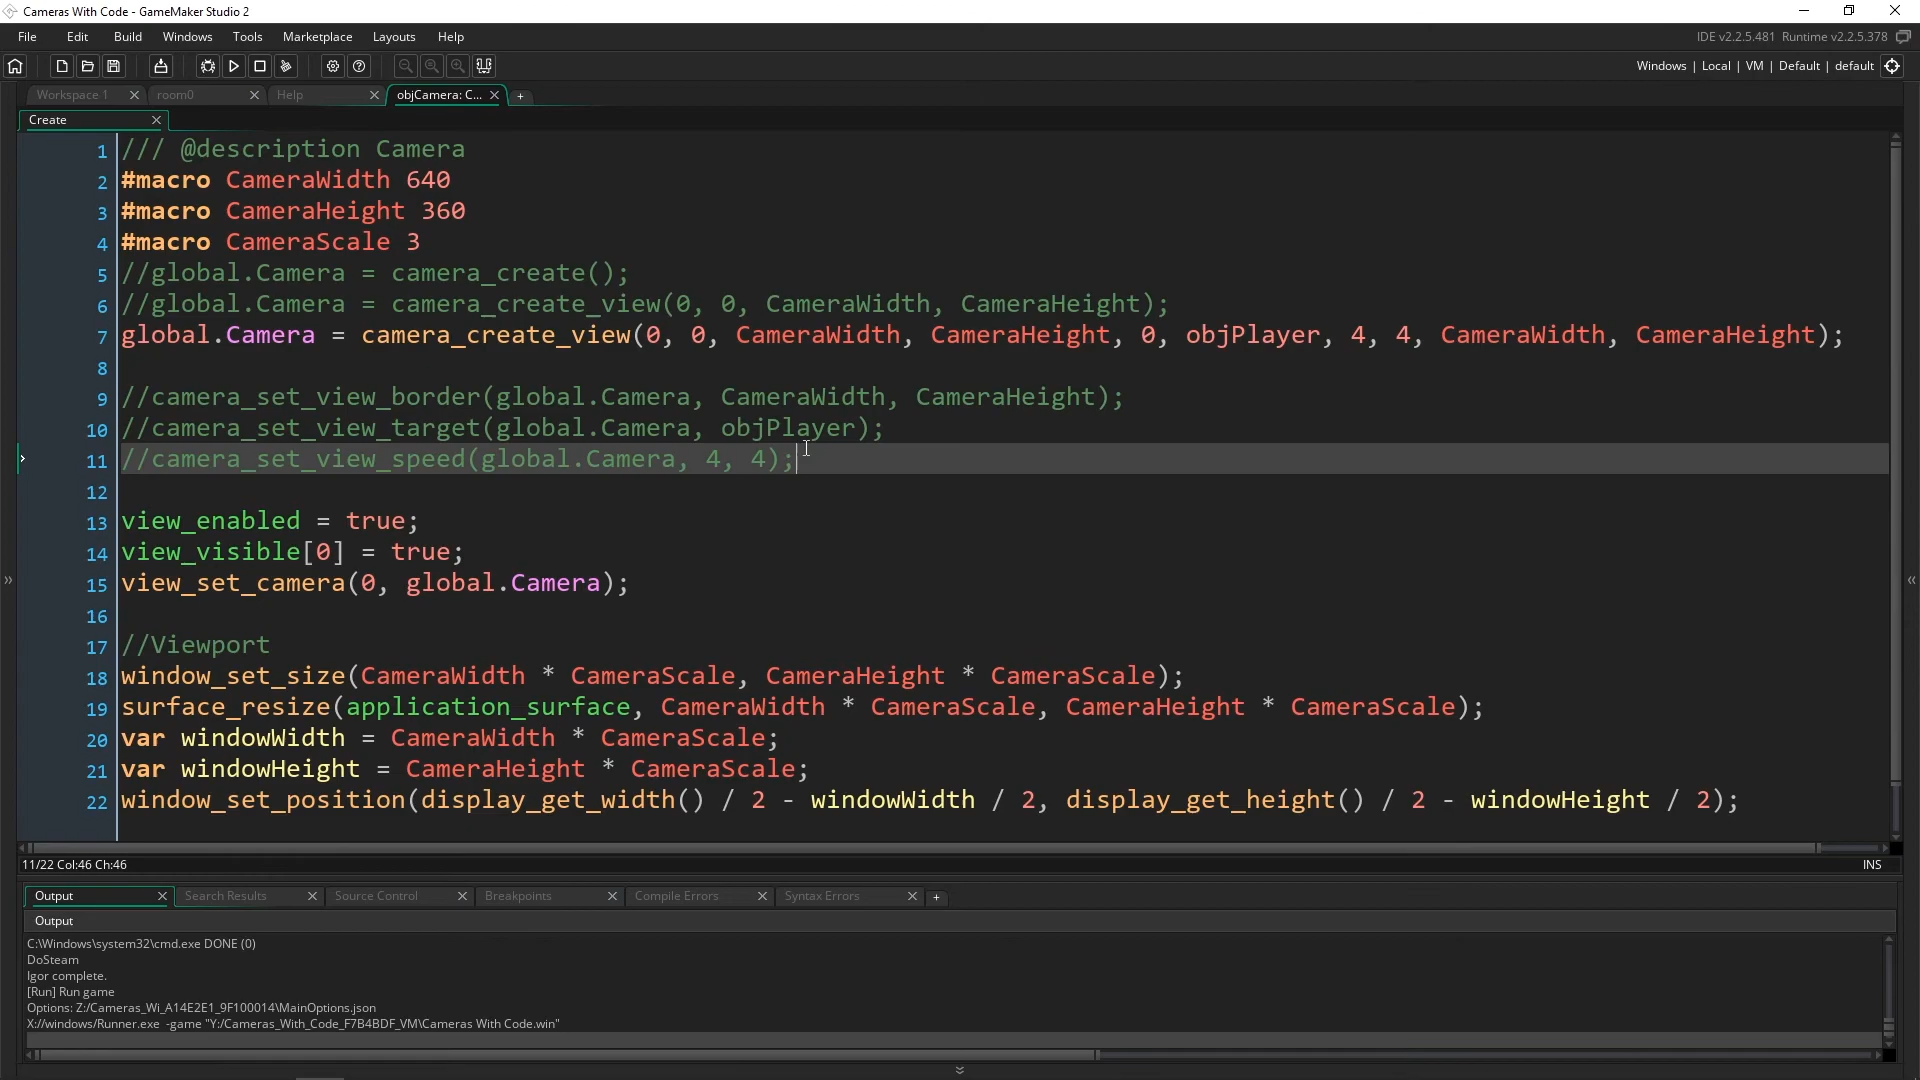 Cameras With Code - GameMaker Studio 2
File Edit Build Windows Tools Marketplace Layouts Help
IDE v2.2.5.481 Runtime v2.2.5.378
Windows | Local | VM | Default | default
Workspace 1 room0 Help objCamera: C...
Create
1 /// @description Camera
2 #macro CameraWidth 640
3 #macro CameraHeight 360
4 #macro CameraScale 3
5 //global.Camera = camera_create();
6 //global.Camera = camera_create_view(0, 0, CameraWidth, CameraHeight);
7 global.Camera = camera_create_view(0, 0, CameraWidth, CameraHeight, 0, objPlayer, 4, 4, CameraWidth, CameraHeight);
8
9 //camera_set_view_border(global.Camera, CameraWidth, CameraHeight);
10 //camera_set_view_target(global.Camera, objPlayer);
11 //camera_set_view_speed(global.Camera, 4, 4);
12
13 view_enabled = true;
14 view_visible[0] = true;
15 view_set_camera(0, global.Camera);
16
17 //Viewport
18 window_set_size(CameraWidth * CameraScale, CameraHeight * CameraScale);
19 surface_resize(application_surface, CameraWidth * CameraScale, CameraHeight * CameraScale);
20 var windowWidth = CameraWidth * CameraScale;
21 var windowHeight = CameraHeight * CameraScale;
22 window_set_position(display_get_width() / 2 - windowWidth / 2, display_get_height() / 2 - windowHeight / 2);
11/22 Col:46 Ch:46 INS
Output Search Results Source Control Breakpoints Compile Errors Syntax Errors
Output
C:\Windows\system32\cmd.exe DONE (0)
DoSteam
Igor complete.
[Run] Run game
Options: Z:/Cameras_Wi_A14E2E1_9F100014\MainOptions.json
X://windows/Runner.exe -game "Y:/Cameras_With_Code_F7B4BDF_VM\Cameras With Code.win"